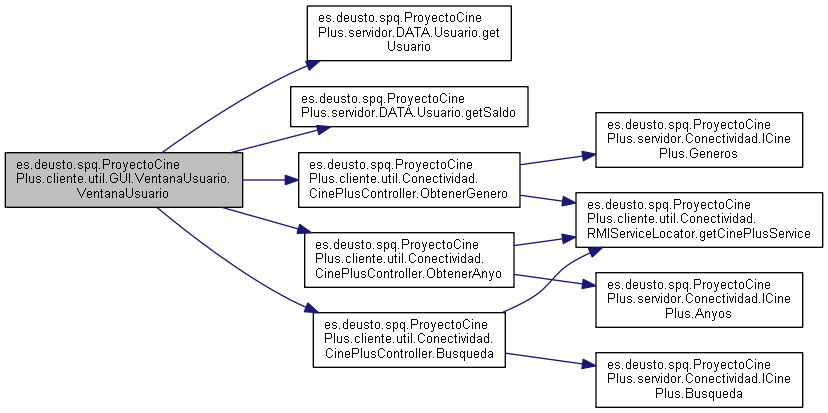 es.deusto.spq.ProyectoCine
Plus.cliente.util.GUI.VentanaUsuario.
VentanaUsuario
es.deusto.spq.ProyectoCine
Plus.servidor.DATA.Usuario.get
Usuario
es.deusto.spq.ProyectoCine
Plus.servidor.DATA.Usuario.getSaldo
es.deusto.spq.ProyectoCine
Plus.cliente.util.Conectividad.
CinePlusController.ObtenerGenero
es.deusto.spq.ProyectoCine
Plus.cliente.util.Conectividad.
CinePlusController.ObtenerAnyo
es.deusto.spq.ProyectoCine
Plus.cliente.util.Conectividad.
CinePlusController.Busqueda
es.deusto.spq.ProyectoCine
Plus.servidor.Conectividad.ICine
Plus.Generos
es.deusto.spq.ProyectoCine
Plus.cliente.util.Conectividad.
RMIServiceLocator.getCinePlusService
es.deusto.spq.ProyectoCine
Plus.servidor.Conectividad.ICine
Plus.Anyos
es.deusto.spq.ProyectoCine
Plus.servidor.Conectividad.ICine
Plus.Busqueda